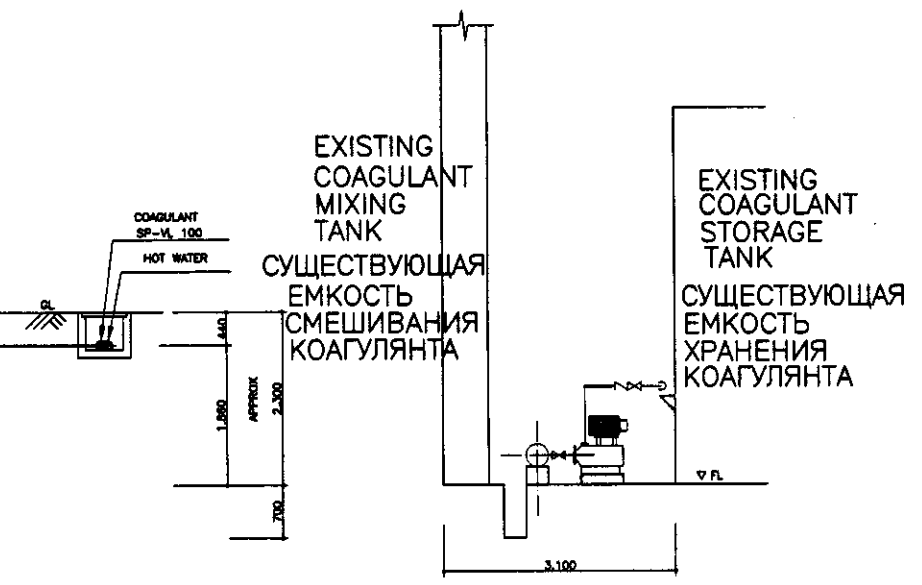 EXISTING
COAGULANT
MIXING
TANK
СУЩЕСТВУЮЩАЯ
ЕМКОСТЬ
СМЕШИВАНИЯ
КОАГУЛЯНТА
EXISTING
COAGULANT
STORAGE
TANK
СУЩЕСТВУЮЩАЯ
ЕМКОСТЬ
ХРАНЕНИЯ
КОАГУЛЯНТА
COAGULANT
SP-VL 100
HOT WATER
GL
440
1.860
APPROX
2.300
700
FL
3.100